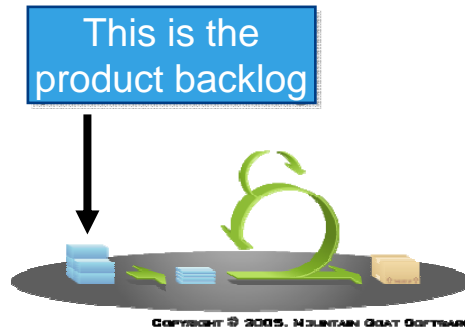 This is the
product backlog
COPYRIGHT © 2005, MOUNTAIN GOAT SOFTWARE